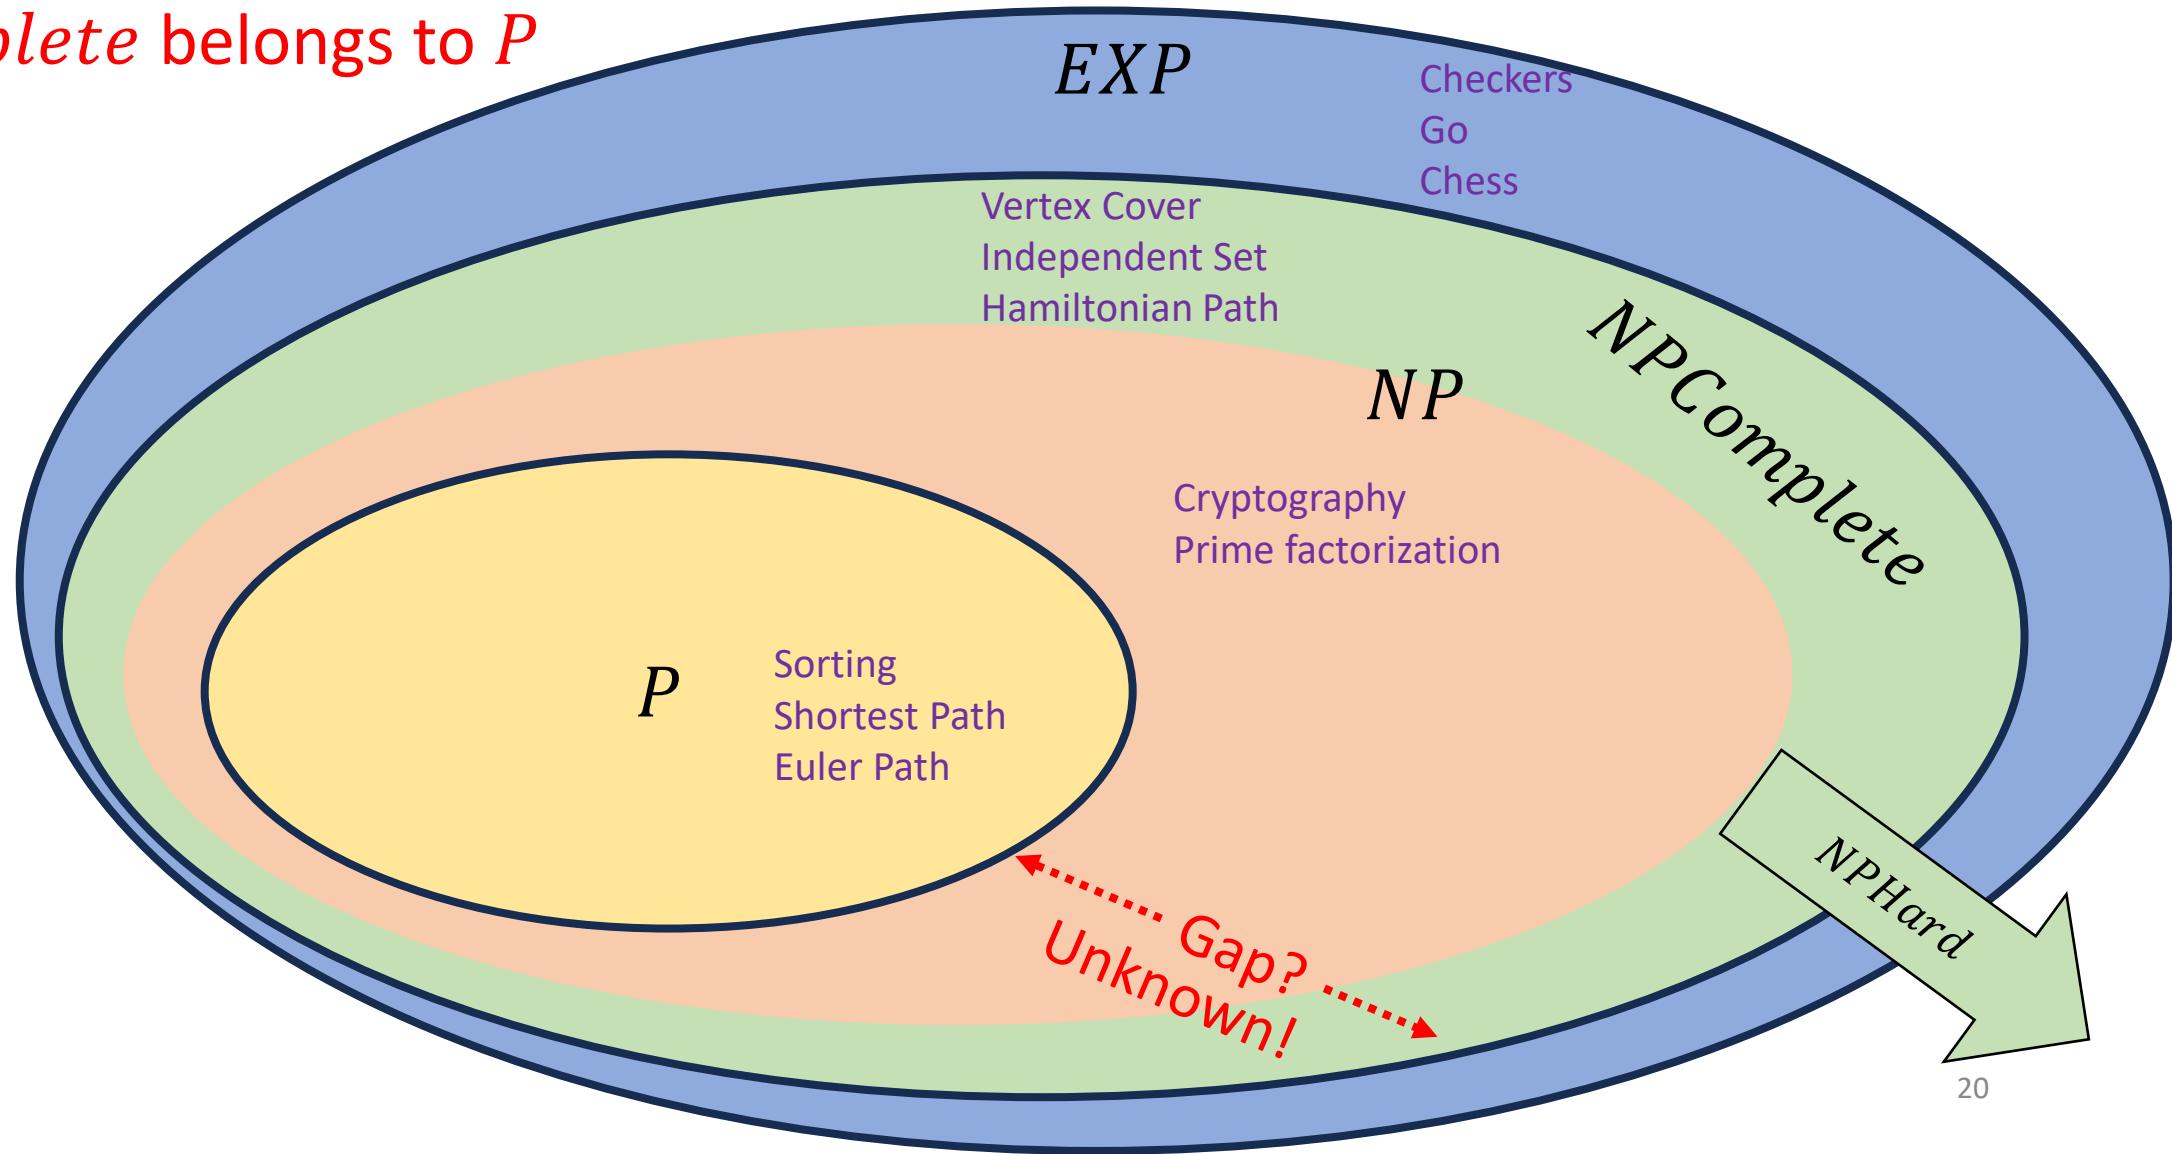 belongs to P
EXP
Checkers
Go
Chess
Vertex Cover
Independent Set
Hamiltonian Path
NPComplete
NP
Cryptography
Prime factorization
P
Sorting
Shortest Path
Euler Path
NPHard
Gap?
Unknown!
20